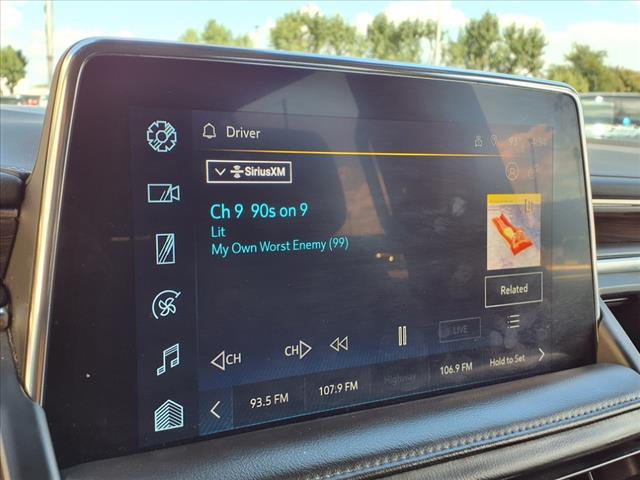 Driver
SiriusXM
Ch 9 90s on 9
Lit
My Own Worst Enemy (99)
Lit
Related
LIVE
CH
CH
93.5 FM
107.9 FM
Highway
106.9 FM
Hold to Set